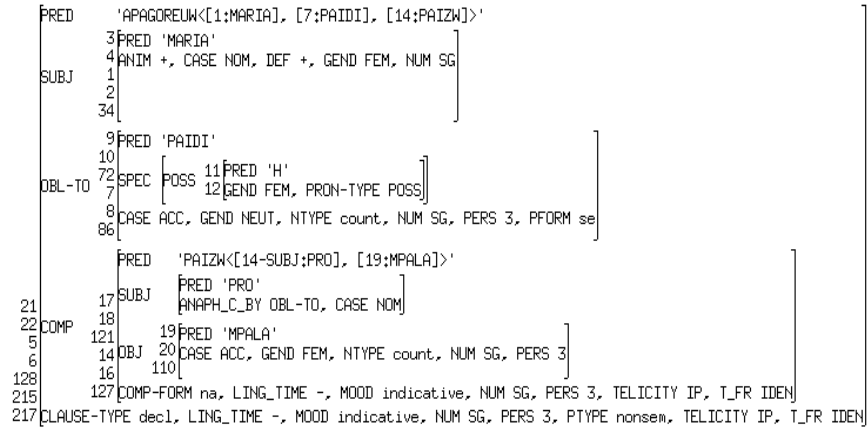 PRED 'APAGOREUW<[1:MARIA], [7:PAIDI], [14:PAIZW]>'
3 PRED 'MARIA'
4 ANIM +, CASE NOM, DEF +, GEND FEM, NUM SG
SUBJ 1
2
34
9 PRED 'PAIDI'
10
OBL-TO 72 SPEC POSS 11 PRED 'H'
7 12 GEND FEM, PRON-TYPE POSS
8
86 CASE ACC, GEND NEUT, NTYPE count, NUM SG, PERS 3, PFORM se
PRED 'PAIZW<[14-SUBJ:PRO], [19:MPALA]>'
PRED 'PRO'
21 17 SUBJ ANAPH_C_BY OBL-TO, CASE NOM
18
22 COMP 121 19 PRED 'MPALA'
5 14 OBJ 20 CASE ACC, GEND FEM, NTYPE count, NUM SG, PERS 3
6 16 110
128
215 127 COMP-FORM na, LING_TIME -, MOOD indicative, NUM SG, PERS 3, TELICITY IP, T_FR IDEN
217 CLAUSE-TYPE decl, LING_TIME -, MOOD indicative, NUM SG, PERS 3, PTYPE nonsem, TELICITY IP, T_FR IDEN